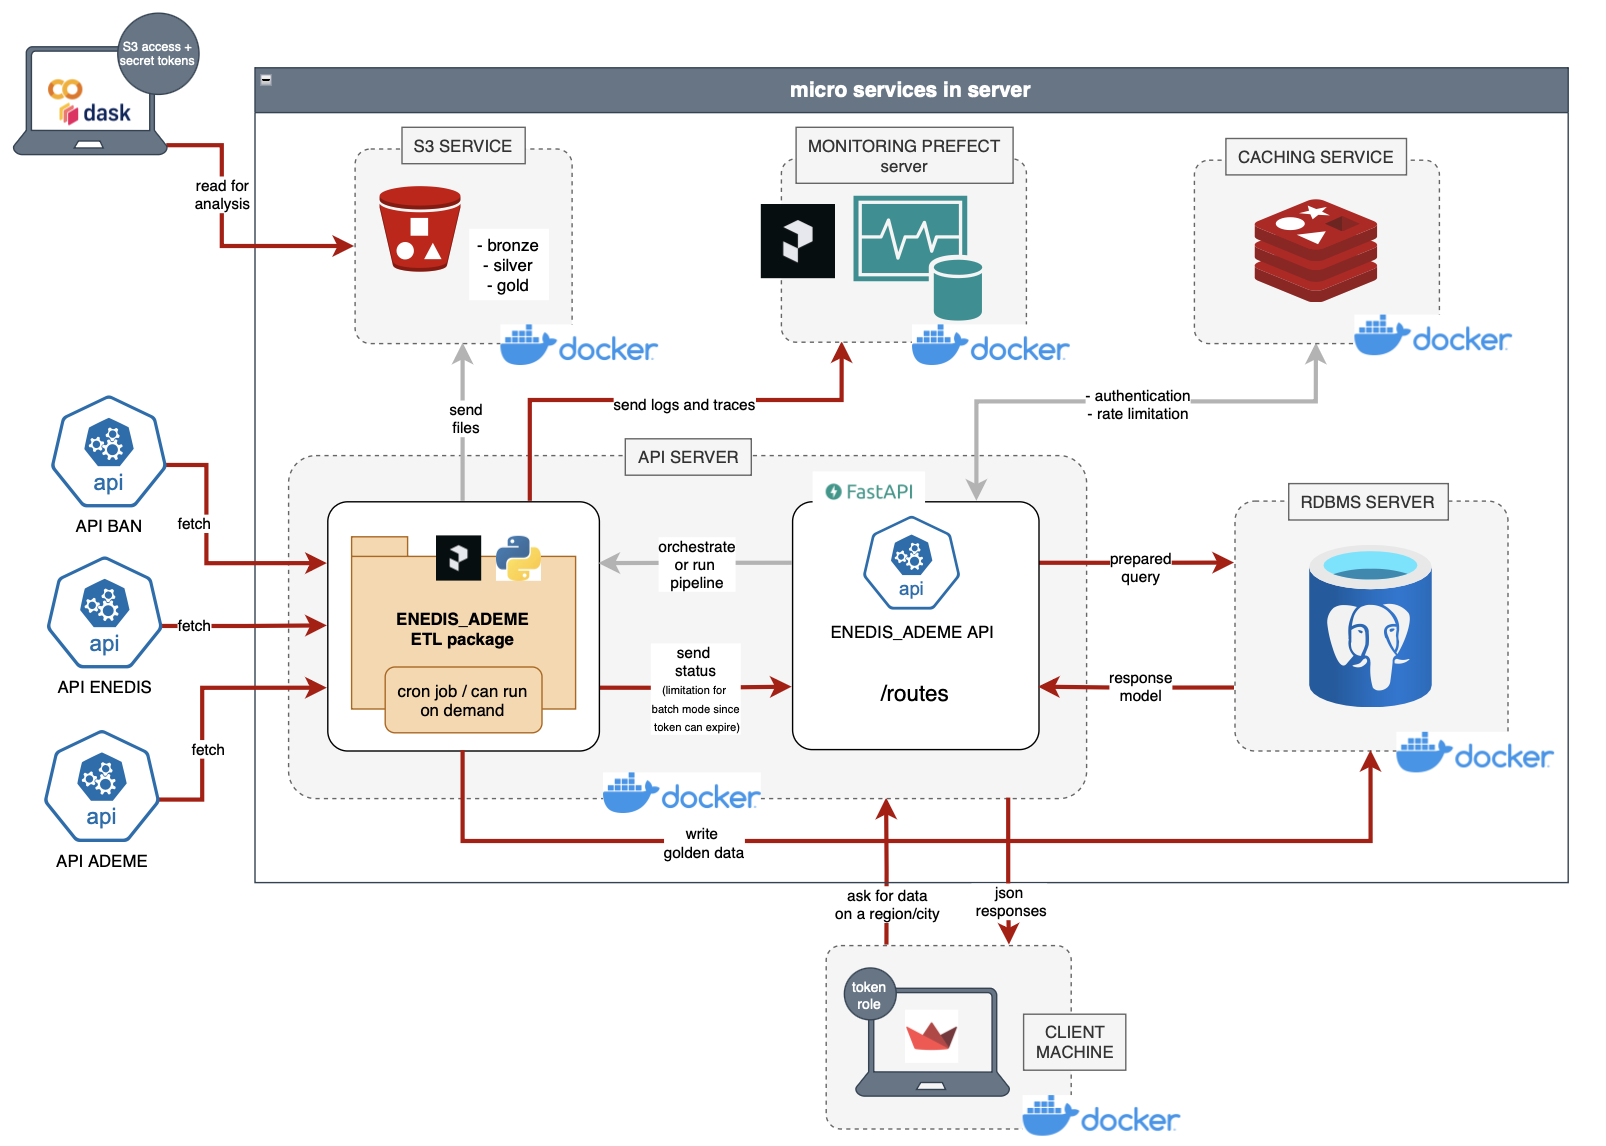 S3 access +
secret tokens
CO
dask
micro services in server
S3 SERVICE
MONITORING PREFECT
server
CACHING SERVICE
read for
analysis
- bronze
- silver
- gold
docker
docker
docker
send
files
send logs and traces
- authentication
- rate limitation
api
API BAN
fetch
API SERVER
FastAPI
RDBMS SERVER
orchestrate
or run
pipeline
api
prepared
query
api
API ENEDIS
fetch
ENEDIS_ADEME
ETL package
ENEDIS_ADEME API
cron job / can run
on demand
send
status
(limitation for
batch mode since
token can expire)
/routes
response
model
api
API ADEME
fetch
docker
docker
write
golden data
ask for data
on a region/city
json
responses
token
role
CLIENT
MACHINE
docker